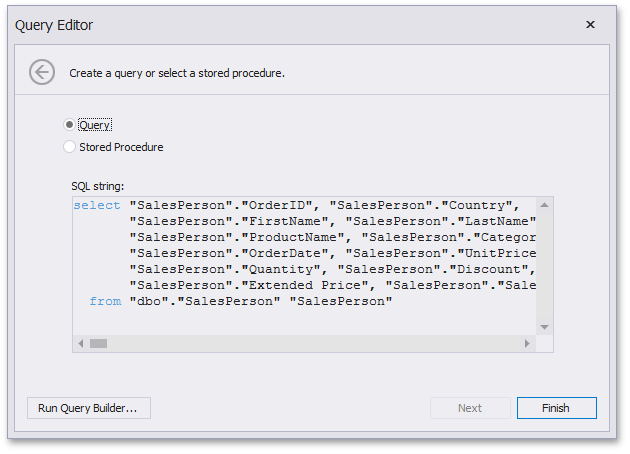 Query Editor
Create a query or select a stored procedure.
Query
Stored Procedure
SQL string:
select "SalesPerson"."OrderID", "SalesPerson"."Country",
"SalesPerson"."FirstName", "SalesPerson"."LastName"
"SalesPerson"."ProductName", "SalesPerson"."Categor
"SalesPerson"."OrderDate", "SalesPerson"."UnitPrice
"SalesPerson"."Quantity", "SalesPerson"."Discount",
"SalesPerson"."Extended Price", "SalesPerson"."Sale
from "dbo"."SalesPerson" "SalesPerson"
Run Query Builder...
Next
Finish